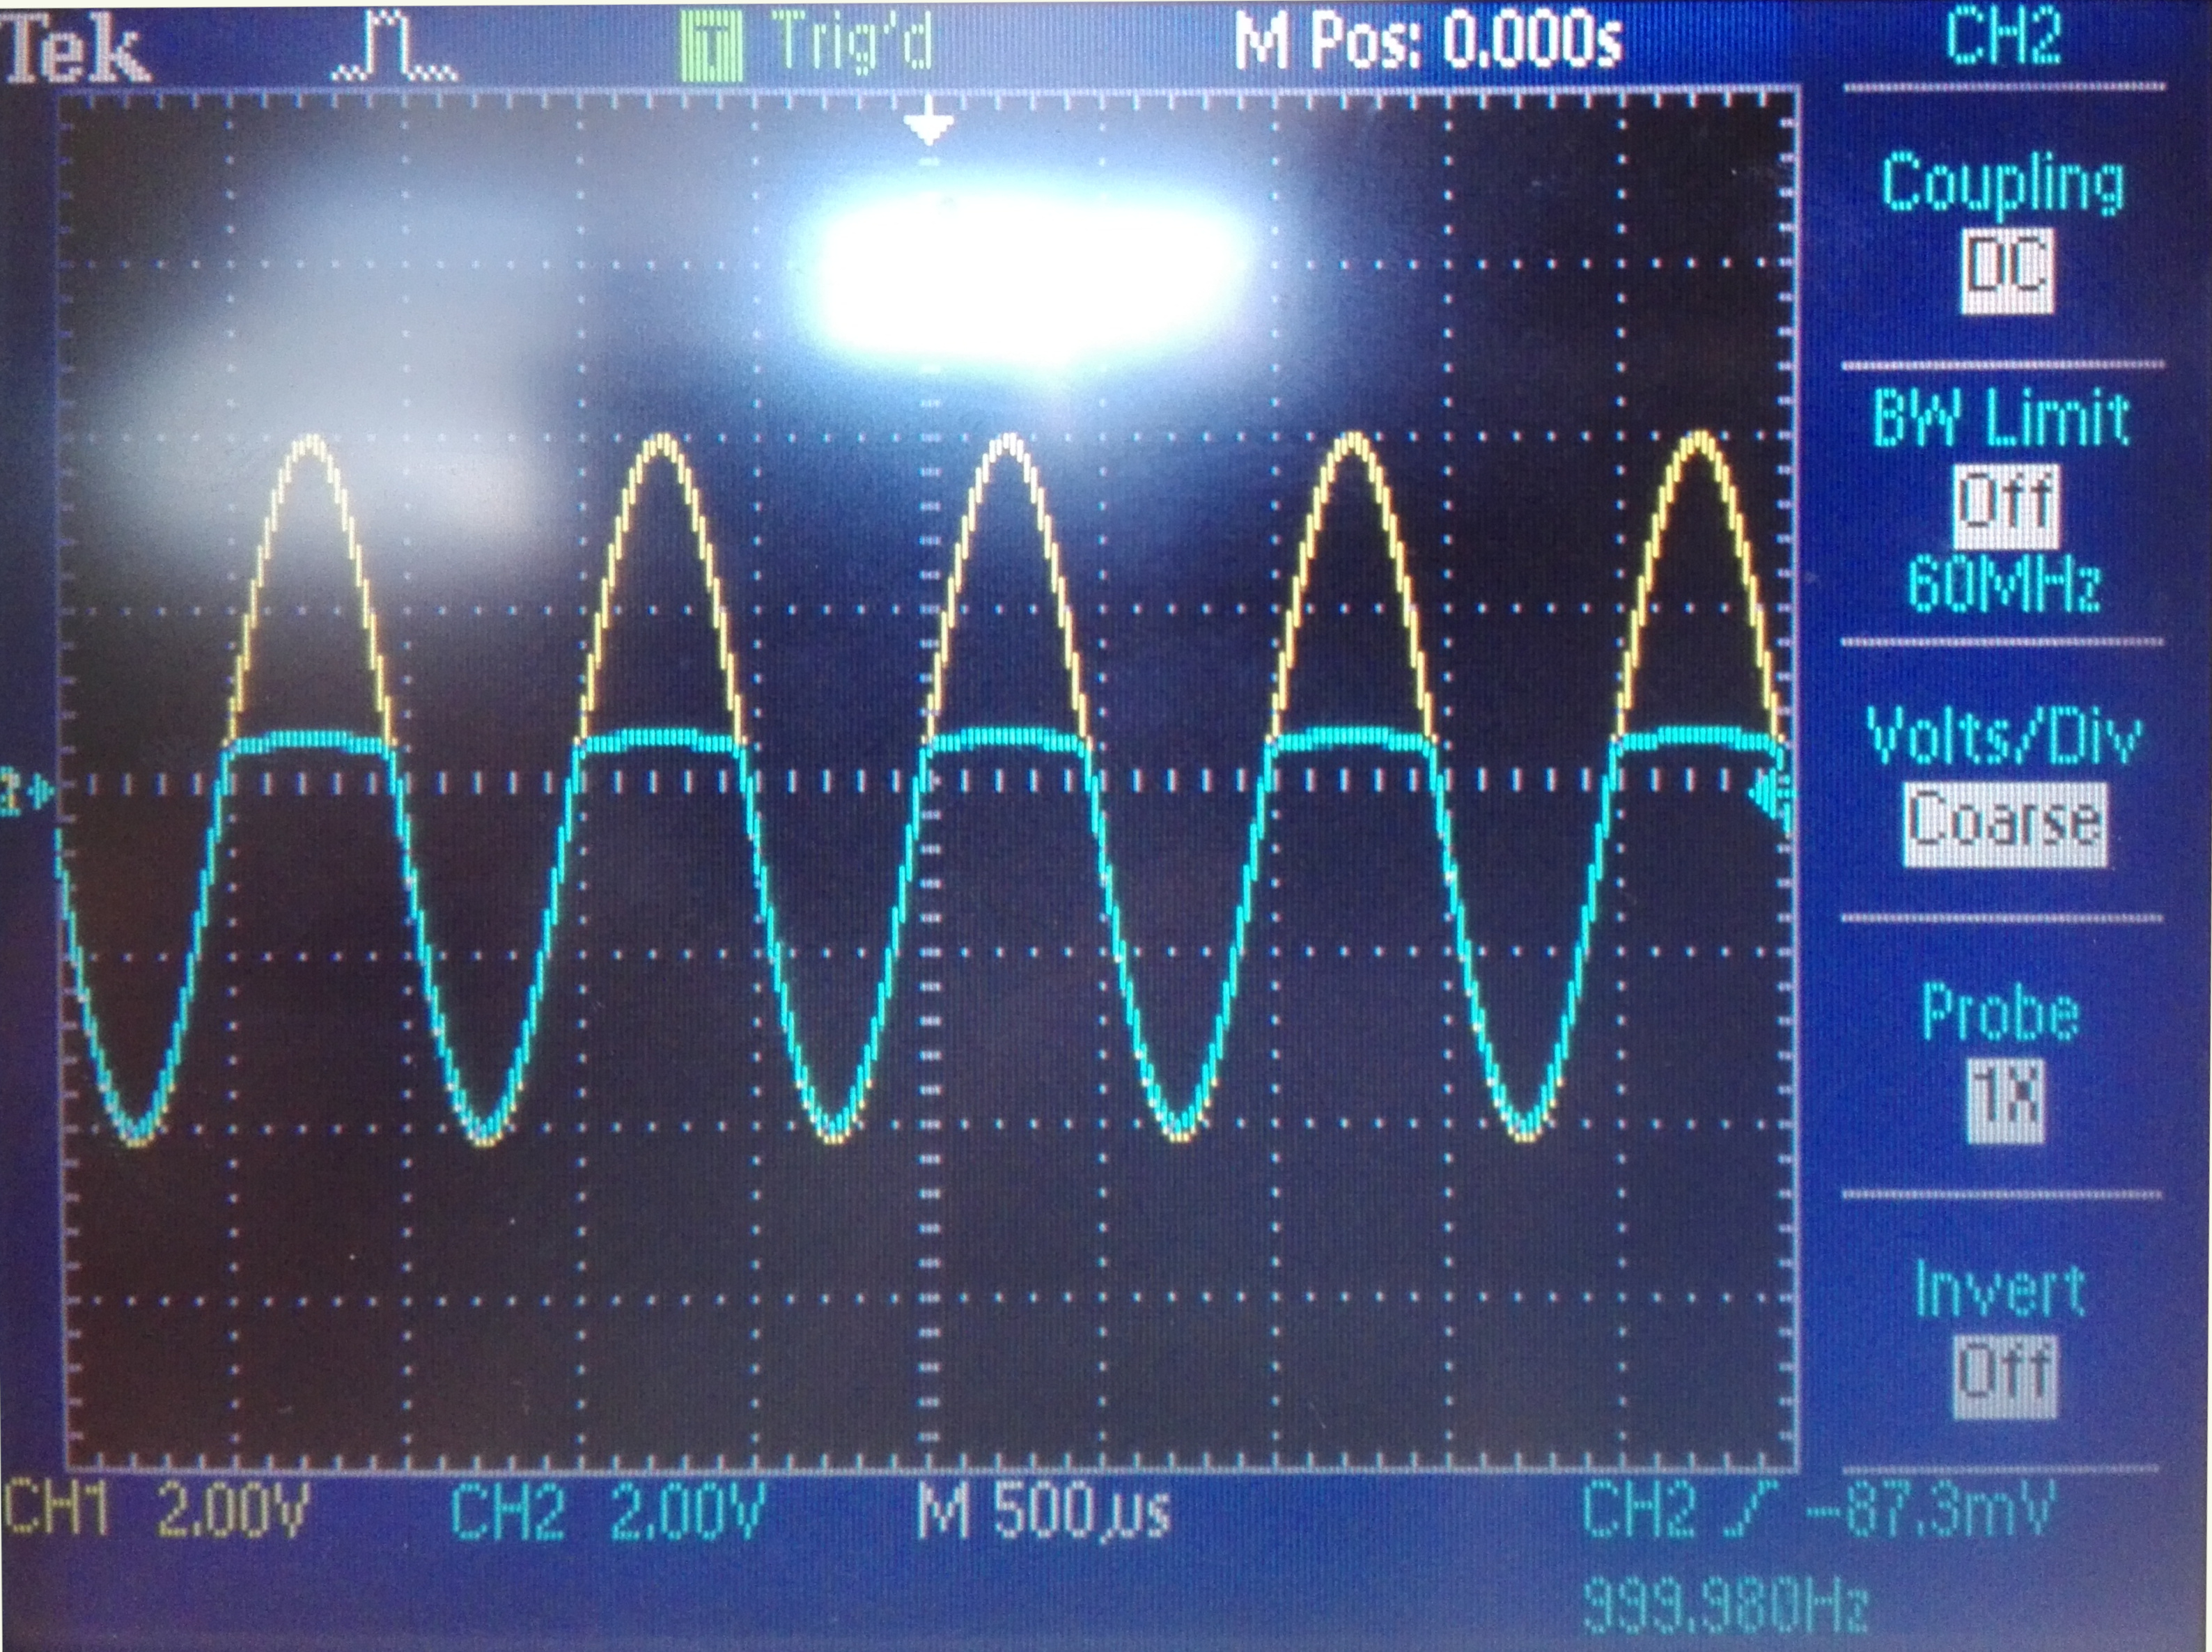 Tek T Trig'd M Pos: 0.000s CH2
Coupling
DC
BW Limit
Off
60MHz
Volts/Div
Coarse
Probe
1X
Invert
Off
2
CH1 2.00V CH2 2.00V M 500µs CH2 -87.3mV
999.980Hz